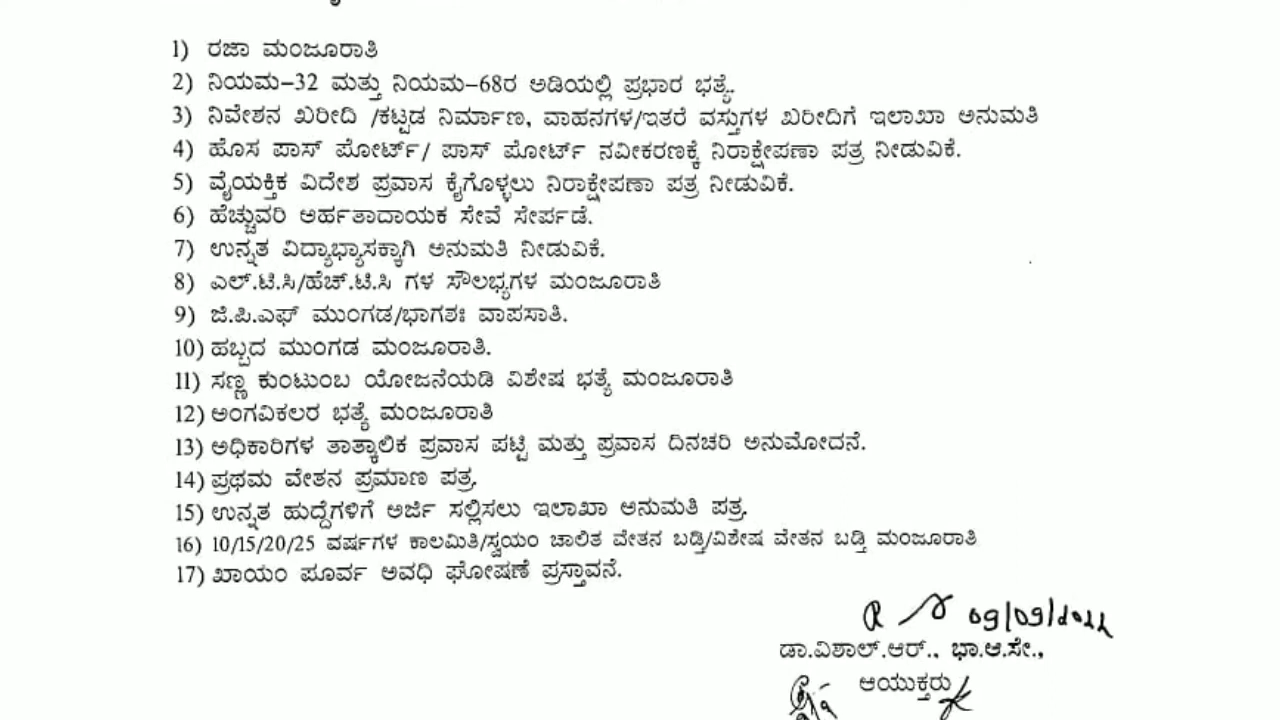 1) ರಜಾ ಮಂಜೂರಾತಿ
2) ನಿಯಮ–32 ಮತ್ತು ನಿಯಮ–68ರ ಅಡಿಯಲ್ಲಿ ಪ್ರಭಾರ ಭತ್ಯೆ.
3) ನಿವೇಶನ ಖರೀದಿ /ಕಟ್ಟಡ ನಿರ್ಮಾಣ, ವಾಹನಗಳ/ಇತರೆ ವಸ್ತುಗಳ ಖರೀದಿಗೆ ಇಲಾಖಾ ಅನುಮತಿ
4) ಹೊಸ ಪಾಸ್ ಪೋರ್ಟ್/ ಪಾಸ್ ಪೋರ್ಟ್ ನವೀಕರಣಕ್ಕೆ ನಿರಾಕ್ಷೇಪಣಾ ಪತ್ರ ನೀಡುವಿಕೆ.
5) ವೈಯಕ್ತಿಕ ವಿದೇಶ ಪ್ರವಾಸ ಕೈಗೊಳ್ಳಲು ನಿರಾಕ್ಷೇಪಣಾ ಪತ್ರ ನೀಡುವಿಕೆ.
6) ಹೆಚ್ಚುವರಿ ಅರ್ಹತಾದಾಯಕ ಸೇವೆ ಸೇರ್ಪಡೆ.
7) ಉನ್ನತ ವಿದ್ಯಾಭ್ಯಾಸಕ್ಕಾಗಿ ಅನುಮತಿ ನೀಡುವಿಕೆ.
8) ಎಲ್.ಟಿ.ಸಿ/ಹೆಚ್.ಟಿ.ಸಿ ಗಳ ಸೌಲಭ್ಯಗಳ ಮಂಜೂರಾತಿ
9) ಜಿ.ಪಿ.ಎಫ್ ಮುಂಗಡ/ಭಾಗಶಃ ವಾಪಸಾತಿ.
10) ಹಬ್ಬದ ಮುಂಗಡ ಮಂಜೂರಾತಿ.
11) ಸಣ್ಣ ಕುಂಟುಂಬ ಯೋಜನೆಯಡಿ ವಿಶೇಷ ಭತ್ಯೆ ಮಂಜೂರಾತಿ
12) ಅಂಗವಿಕಲರ ಭತ್ಯೆ ಮಂಜೂರಾತಿ
13) ಅಧಿಕಾರಿಗಳ ತಾತ್ಕಾಲಿಕ ಪ್ರವಾಸ ಪಟ್ಟಿ ಮತ್ತು ಪ್ರವಾಸ ದಿನಚರಿ ಅನುಮೋದನೆ.
14) ಪ್ರಥಮ ವೇತನ ಪ್ರಮಾಣ ಪತ್ರ.
15) ಉನ್ನತ ಹುದ್ದೆಗಳಿಗೆ ಅರ್ಜಿ ಸಲ್ಲಿಸಲು ಇಲಾಖಾ ಅನುಮತಿ ಪತ್ರ.
16) 10/15/20/25 ವರ್ಷಗಳ ಕಾಲಮಿತಿ/ಸ್ವಯಂ ಚಾಲಿತ ವೇತನ ಬಡ್ತಿ/ವಿಶೇಷ ವೇತನ ಬಡ್ತಿ ಮಂಜೂರಾತಿ
17) ಖಾಯಂ ಪೂರ್ವ ಅವಧಿ ಘೋಷಣೆ ಪ್ರಸ್ತಾವನೆ.
09/09/2022
ಡಾ.ವಿಶಾಲ್.ಆರ್., ಭಾ.ಆ.ಸೇ.,
ಆಯುಕ್ತರು